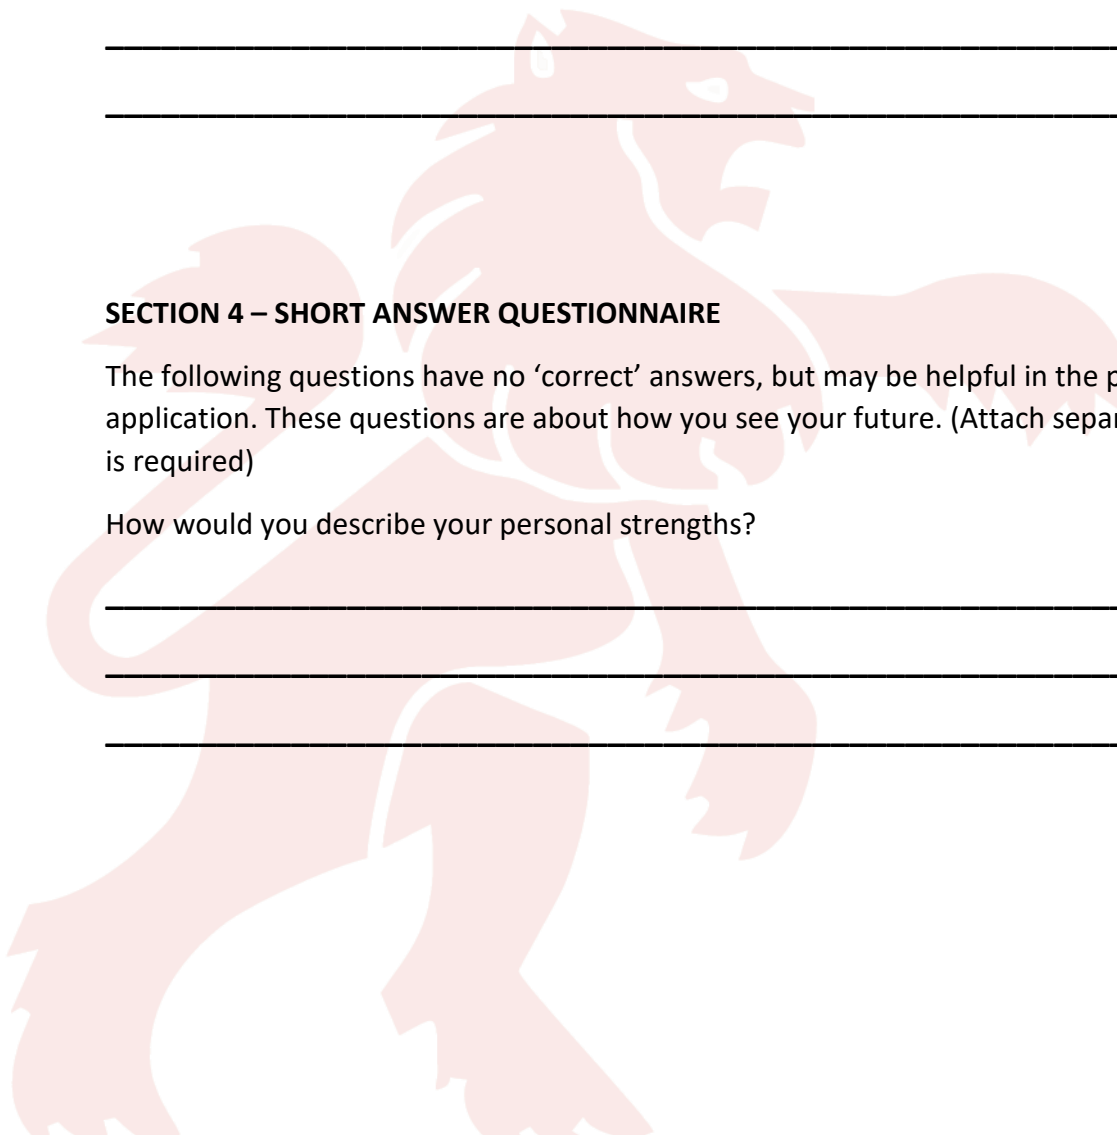 SECTION 4 – SHORT ANSWER QUESTIONNAIRE
The following questions have no ‘correct’ answers, but may be helpful in the
application. These questions are about how you see your future. (Attach
is required)
How would you describe your personal strengths?